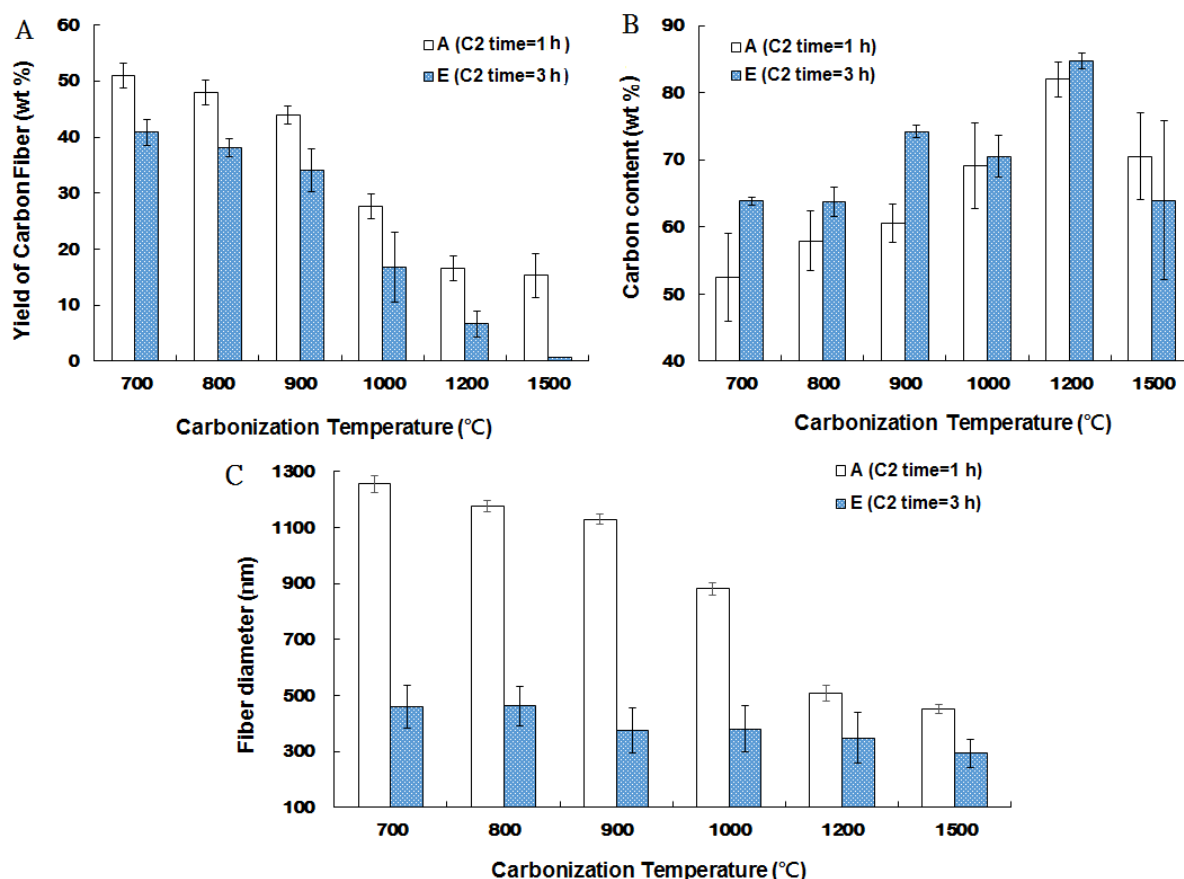 A
60
50
40
30
20
10
0
Yield of Carbon Fiber (wt %)
A (C2 time=1 h)
E (C2 time=3 h)
700 800 900 1000 1200 1500
Carbonization Temperature (℃)
B
90
80
70
60
50
40
Carbon content (wt %)
A (C2 time=1 h)
E (C2 time=3 h)
700 800 900 1000 1200 1500
Carbonization Temperature (℃)
C
1300
1100
900
700
500
300
100
Fiber diameter (nm)
A (C2 time=1 h)
E (C2 time=3 h)
700 800 900 1000 1200 1500
Carbonization Temperature (℃)